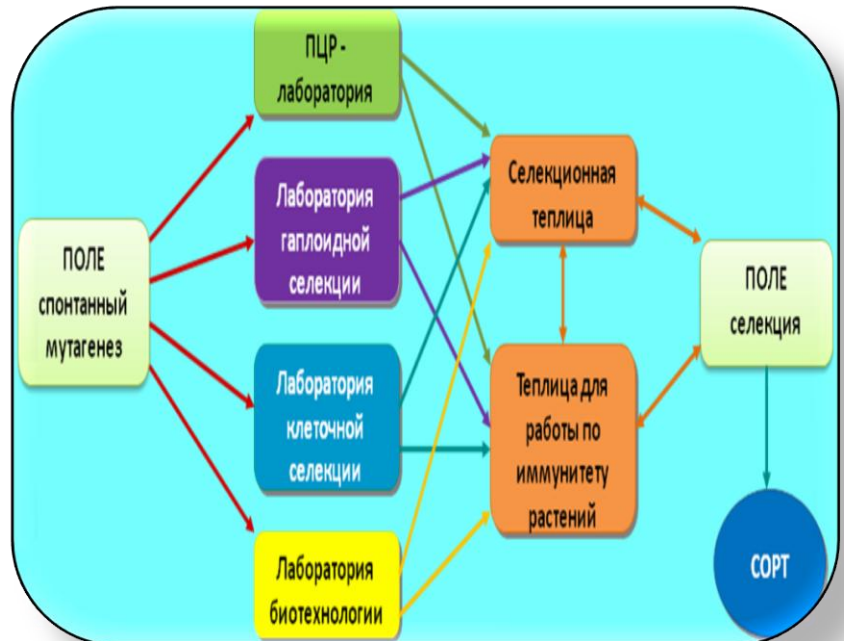 ПОЛЕ
спонтанный
мутагенез
ПЦР -
лаборатория
Лаборатория
гаплоидной
селекции
Лаборатория
клеточной
селекции
Лаборатория
биотехнологии
Селекционная
теплица
Теплица для
работы по
иммунитету
растений
ПОЛЕ
селекция
СОРТ